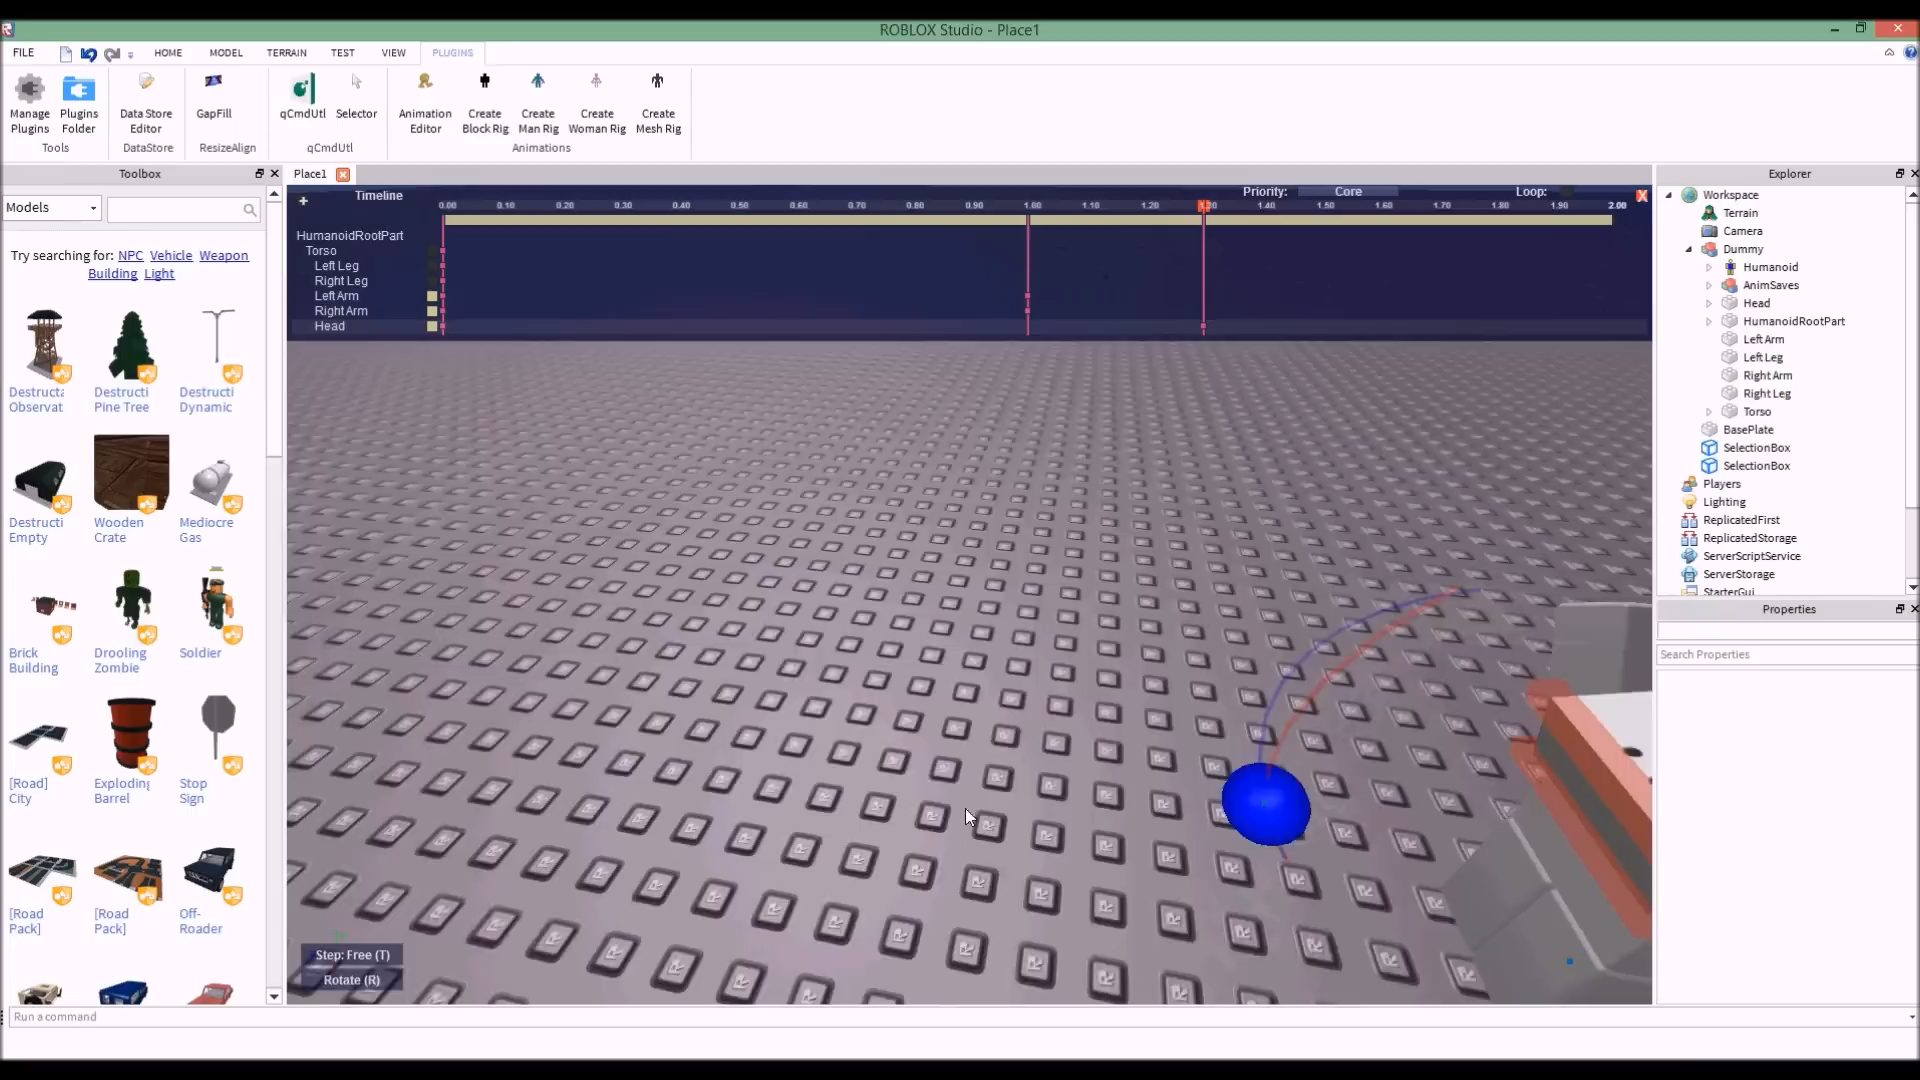 ROBLOX Studio - Place1
FILE HOME MODEL TERRAIN TEST VIEW PLUGINS
Manage Plugins
Plugins Folder
Tools
Data Store Editor
DataStore
GapFill
ResizeAlign
qCmdUtl
Selector
qCmdUtl
Animation Editor
Create Block Rig
Create Man Rig
Create Woman Rig
Create Mesh Rig
Animations
Toolbox
Models
Try searching for: NPC Vehicle Weapon
Building Light
Destructa Observat
Destructi Pine Tree
Destructi Dynamic
Destructi Empty
Wooden Crate
Mediocre Gas
Brick Building
Drooling Zombie
Soldier
[Road] City
Exploding Barrel
Stop Sign
[Road Pack]
[Road Pack]
Off-Roader
Place1
+ Timeline
Priority: Core Loop: X
0.00 0.10 0.20 0.30 0.40 0.50 0.60 0.70 0.80 0.90 1.00 1.10 1.20 1.40 1.50 1.60 1.70 1.80 1.90 2.00
HumanoidRootPart
Torso
Left Leg
Right Leg
Left Arm
Right Arm
Head
Step: Free (T)
Rotate (R)
Explorer
Workspace
Terrain
Camera
Dummy
Humanoid
AnimSaves
Head
HumanoidRootPart
Left Arm
Left Leg
Right Arm
Right Leg
Torso
BasePlate
SelectionBox
SelectionBox
Players
Lighting
ReplicatedFirst
ReplicatedStorage
ServerScriptService
ServerStorage
StarterGui
Properties
Search Properties
Run a command